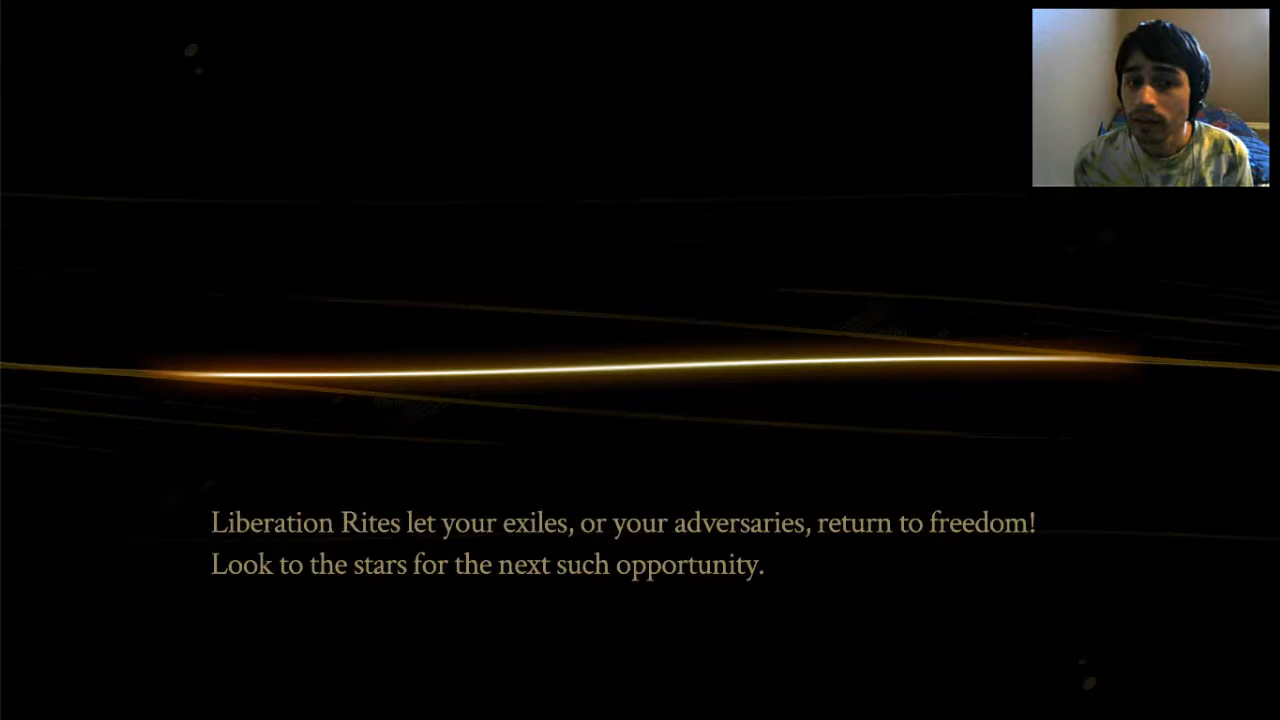 Liberation Rites let your exiles, or your adversaries, return to freedom!
Look to the stars for the next such opportunity.